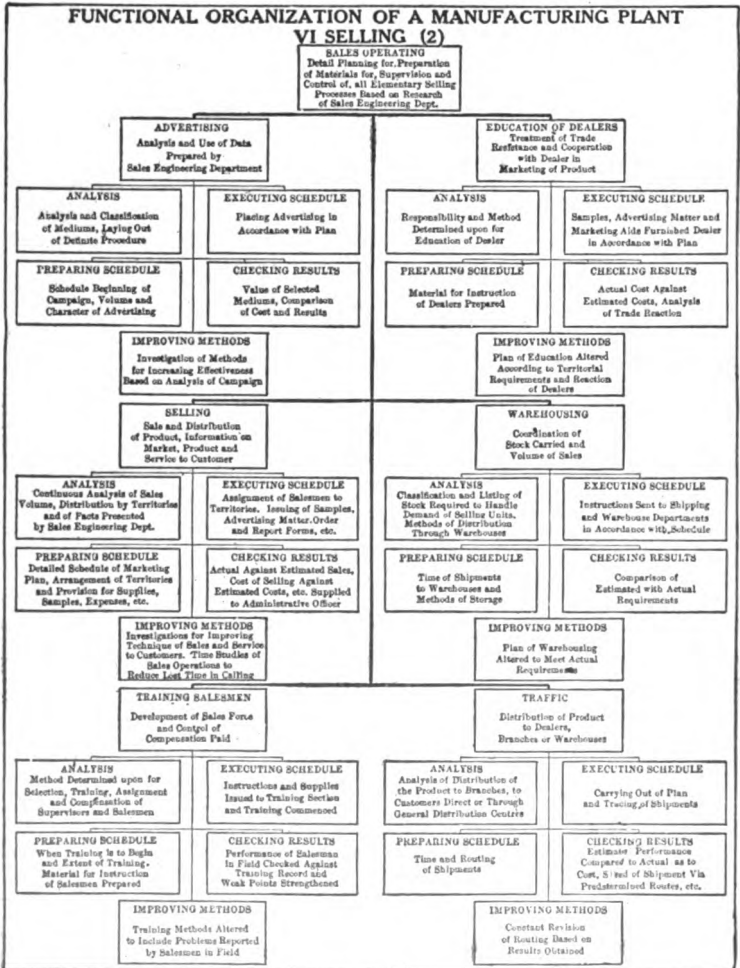 FUNCTIONAL ORGANIZATION OF A MANUFACTURING PLANT
VI SELLING (2)
SALES OPERATING
Detail Planning for, Preparation
of Materials for, Supervision and
Control of, all Elementary Selling
Processes Based on Research
of Sales Engineering Dept.
ADVERTISING
Analysis and Use of Data
Prepared by
Sales Engineering Department
ANALYSIS
Analysis and Classification
of Mediums, Laying Out
of Definite Procedure
EXECUTING SCHEDULE
Placing Advertising in
Accordance with Plan
PREPARING SCHEDULE
Schedule Beginning of
Campaign, Volume and
Character of Advertising
CHECKING RESULTS
Value of Selected
Mediums, Comparison
of Cost and Results
IMPROVING METHODS
Investigation of Methods
for Increasing Effectiveness
Based on Analysis of Campaign
EDUCATION OF DEALERS
Treatment of Trade
Resistance and Cooperation
with Dealer in
Marketing of Product
ANALYSIS
Responsibility and Method
Determined upon for
Education of Dealer
EXECUTING SCHEDULE
Samples, Advertising Matter and
Marketing Aids Furnished Dealer
in Accordance with Plan
PREPARING SCHEDULE
Material for Instruction
of Dealers Prepared
CHECKING RESULTS
Actual Cost Against
Estimated Costs, Analysis
of Trade Reaction
IMPROVING METHODS
Plan of Education Altered
According to Territorial
Requirements and Reaction
of Dealers
SELLING
Sale and Distribution
of Product, Information on
Market, Product and
Service to Customer
ANALYSIS
Continuous Analysis of Sales
Volume, Distribution by Territories
and of Facts Presented
by Sales Engineering Dept.
EXECUTING SCHEDULE
Assignment of Salesmen to
Territories. Issuing of Samples,
Advertising Matter. Order
and Report Forms, etc.
PREPARING SCHEDULE
Detailed Schedule of Marketing
Plan, Arrangement of Territories
and Provision for Supplies,
Samples, Expenses, etc.
CHECKING RESULTS
Actual Against Estimated Sales,
Cost of Selling Against
Estimated Costs, etc. Supplied
to Administrative Officer
IMPROVING METHODS
Investigations for Improving
Technique of Sales and Service
to Customers. Time Studies of
Sales Operations to
Reduce Lost Time in Calling
WAREHOUSING
Coordination of
Stock Carried and
Volume of Sales
ANALYSIS
Classification and Listing of
Stock Required to Handle
Demand of Selling Units.
Methods of Distribution
Through Warehouses
EXECUTING SCHEDULE
Instructions Sent to Shipping
and Warehouse Departments
in Accordance with Schedule
PREPARING SCHEDULE
Time of Shipments
to Warehouses and
Methods of Storage
CHECKING RESULTS
Comparison of
Estimated with Actual
Requirements
IMPROVING METHODS
Plan of Warehousing
Altered to Meet Actual
Requirements
TRAINING SALESMEN
Development of Sales Force
and Control of
Compensation Paid
ANALYSIS
Method Determined upon for
Selection, Training, Assignment
and Compensation of
Supervisors and Salesmen
EXECUTING SCHEDULE
Instructions and Supplies
Issued to Training Section
and Training Commenced
PREPARING SCHEDULE
When Training is to Begin
and Extent of Training.
Material for Instruction
of Salesmen Prepared
CHECKING RESULTS
Performance of Salesman
in Field Checked Against
Training Record and
Weak Points Strengthened
IMPROVING METHODS
Training Methods Altered
to Include Problems Reported
by Salesmen in Field
TRAFFIC
Distribution of Product
to Dealers,
Branches or Warehouses
ANALYSIS
Analysis of Distribution of
the Product to Branches, to
Customers Direct or Through
General Distribution Centres
EXECUTING SCHEDULE
Carrying Out of Plan
and Tracing of Shipments
PREPARING SCHEDULE
Time and Routing
of Shipments
CHECKING RESULTS
Estimate Performance
Compared to Actual as to
Cost, Sized of Shipment Via
Predetermined Routes, etc.
IMPROVING METHODS
Constant Revision
of Routing Based on
Results Obtained